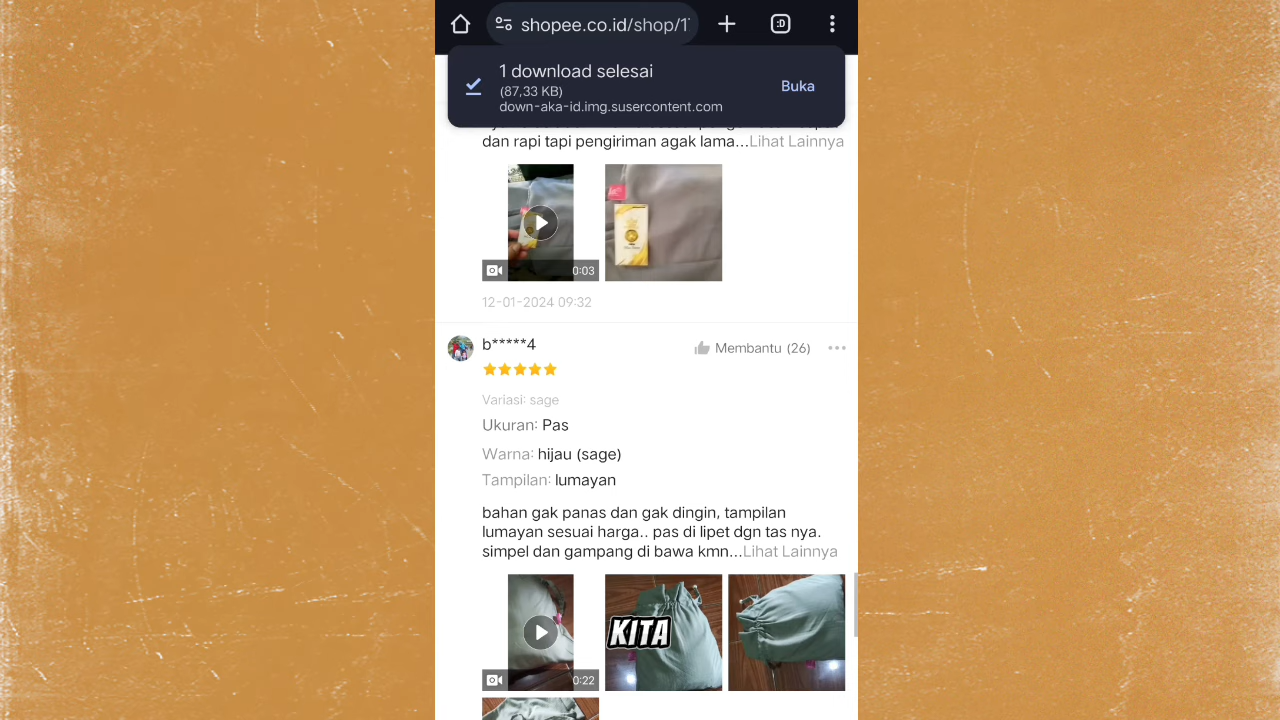 shopee.co.id/shop/1
:D
1 download selesai
(87,33 KB)
down-aka-id.img.susercontent.com
Buka
dan rapi tapi pengiriman agak lama...Lihat Lainnya
0:03
12-01-2024 09:32
b*****4
Membantu (26)
Variasi: sage
Ukuran: Pas
Warna: hijau (sage)
Tampilan: lumayan
bahan gak panas dan gak dingin, tampilan
lumayan sesuai harga.. pas di lipet dgn tas nya.
simpel dan gampang di bawa kmn...Lihat Lainnya
KITA
0:22